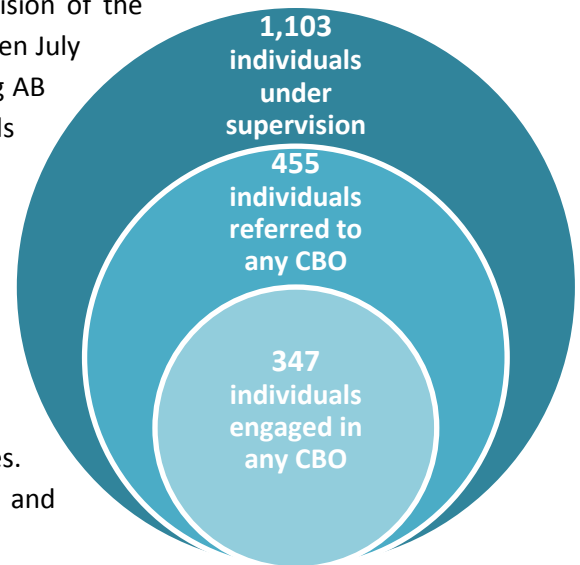 ision of the
en July
g AB
ls
es.
and
1,103
individuals
under
supervision
455
individuals
referred to
any CBO
347
individuals
engaged in
any CBO